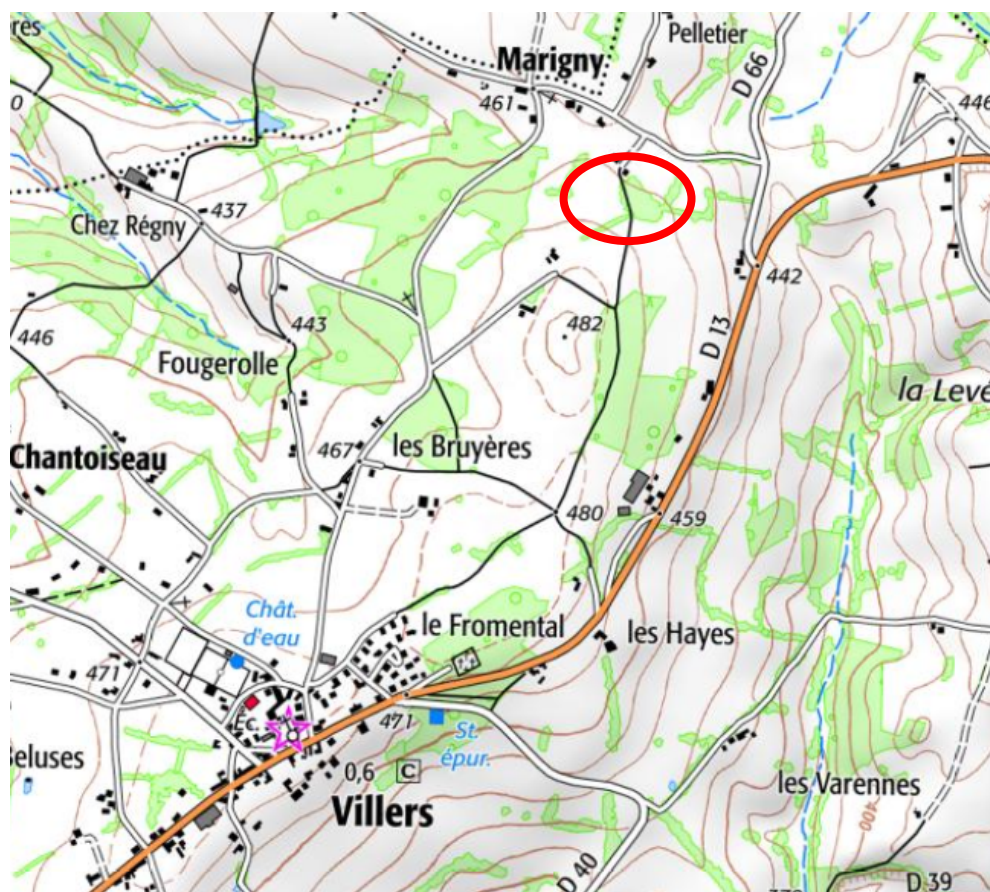 res
Pelletier
Marigny
D 66
461
446
0
437
Chez Régny
442
482
443
446
Fougerolle
D 13
la Levé
467
les Bruyères
Chantoiseau
480
459
Chât.
d'eau
le Fromental
les Hayes
471
Éc.
471
St.
épur.
Beluses
0,6
C
les Varennes
Villers
400
D 40
D 39